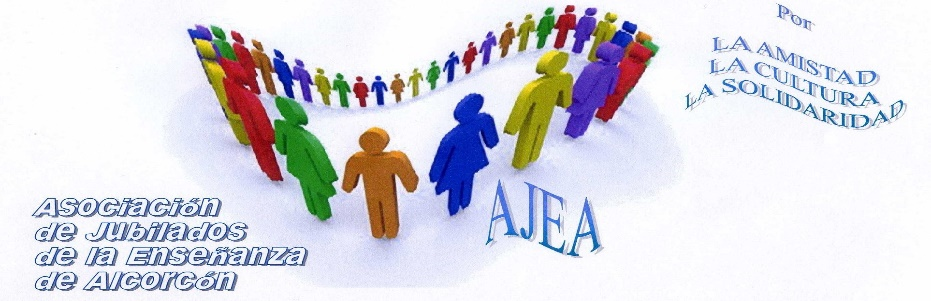 Por
LA AMISTAD
LA CULTURA
LA SOLIDARIDAD
Asociación
de Jubilados
de la Enseñanza
de Alcorcón
AJEA